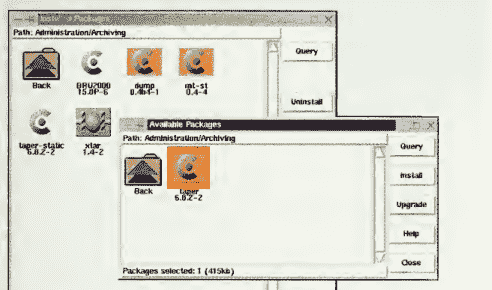 Installed Packages
Path: Administration/Archiving
Query
Back
BRU2000
15.0P-6
dump
0.4b4-1
mt-st
0.4-4
Uninstall
taper-static
6.8.2-2
xtar
1.4-2
Available Packages
Path: Administration/Archiving
Query
Install
Upgrade
Help
Close
Back
taper
6.8.2-2
Packages selected: 1 (415kb)